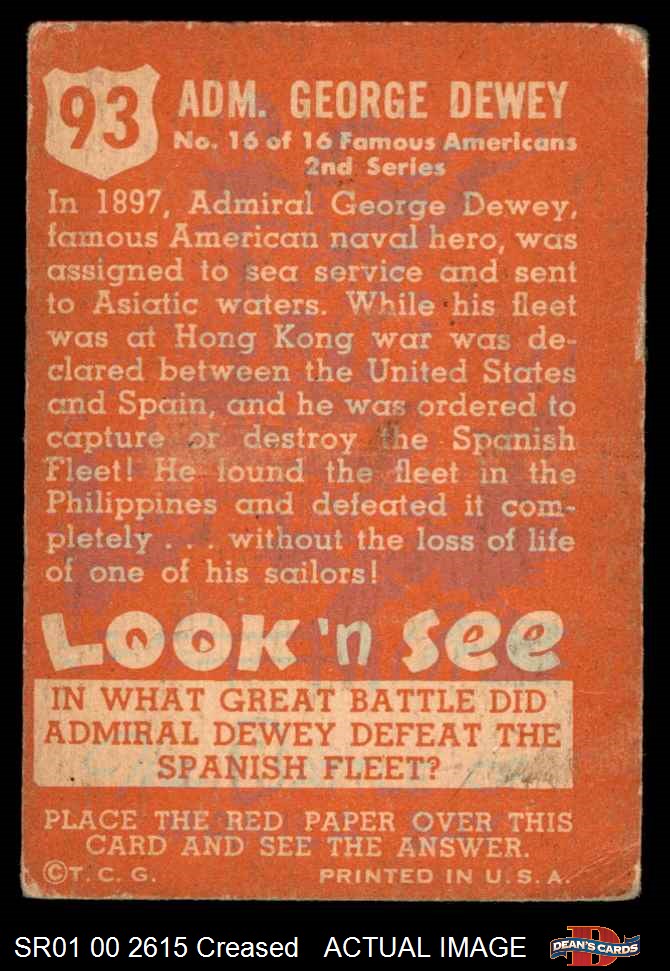 93
ADM. GEORGE DEWEY
No. 16 of 16 Famous Americans
2nd Series
In 1897, Admiral George Dewey,
famous American naval hero, was
assigned to sea service and sent
to Asiatic waters. While his fleet
was at Hong Kong war was de-
clared between the United States
and Spain, and he was ordered to
capture or destroy the Spanish
Fleet! He found the fleet in the
Philippines and defeated it com-
pletely . . . without the loss of life
of one of his sailors!
LOOK 'n See
IN WHAT GREAT BATTLE DID
ADMIRAL DEWEY DEFEAT THE
SPANISH FLEET?
PLACE THE RED PAPER OVER THIS
CARD AND SEE THE ANSWER.
©T. C. G. PRINTED IN U. S. A.
SR01 00 2615 Creased ACTUAL IMAGE
D
DEAN'S CARDS